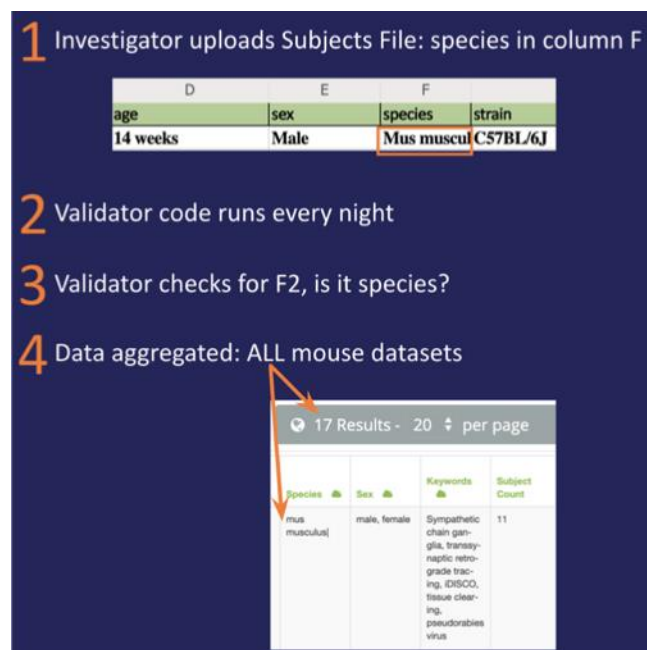 1 Investigator uploads Subjects File: species in column F
D E F
age sex species strain
14 weeks Male Mus muscul C57BL/6J
2 Validator code runs every night
3 Validator checks for F2, is it species?
4 Data aggregated: ALL mouse datasets
17 Results - 20 per page
Species Sex Keywords Subject
Count
mus
musculus|
male, female
Sympathetic
chain gan-
glia, transsy-
naptic retro-
grade trac-
ing, iDISCO,
tissue clear-
ing,
pseudorabies
virus
11